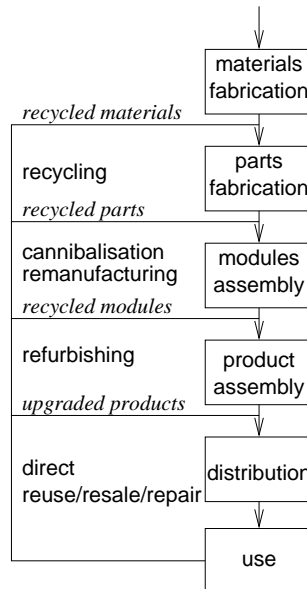 materials
fabrication
recycled materials
recycling
parts
fabrication
recycled parts
cannibalisation
remanufacturing
modules
assembly
recycled modules
refurbishing
product
assembly
upgraded products
direct
reuse/resale/repair
distribution
use